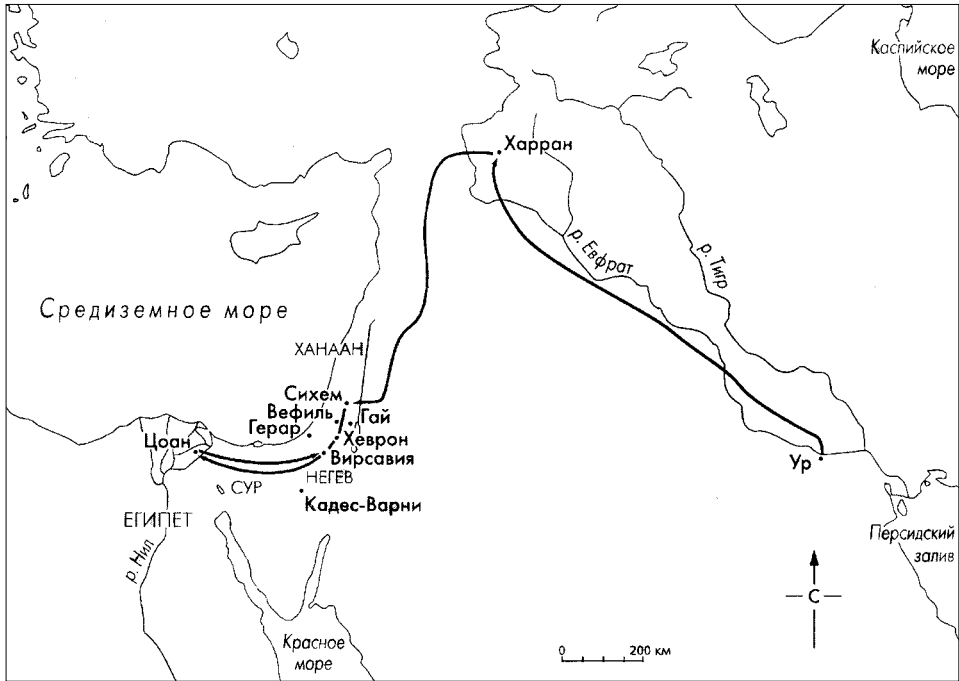 Каспийское
море
Харран
р. Евфрат
р. Тигр
Средиземное море
ХАНААН
Сихем
Вефиль
Гай
Герар
Хеврон
Цоан
Вирсавия
Ур
НЕГЕВ
СУР
Кадес-Варни
ЕГИПЕТ
р. Нил
Персидский
залив
С
Красное
море
0 200 км